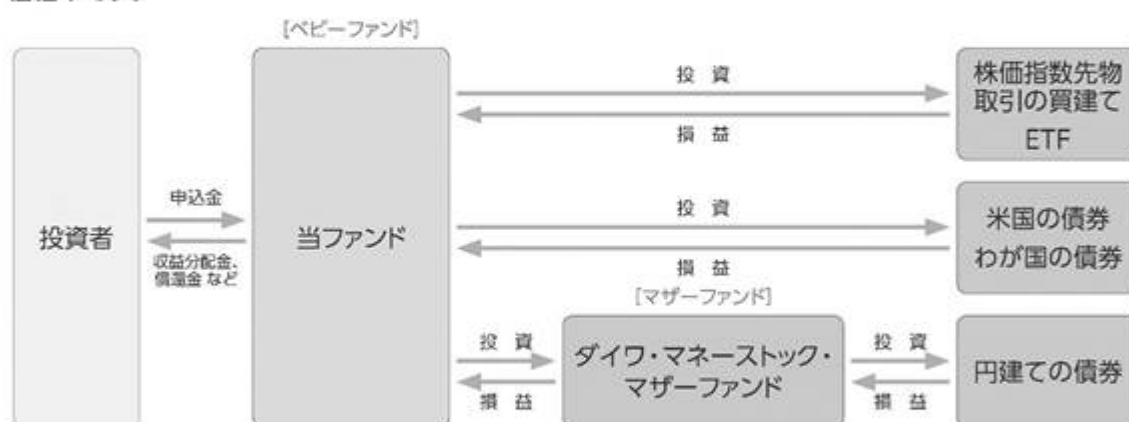 [ベビーファンド]
投資
損益
株価指数先物
取引の買建て
ETF
投資者
申込金
収益分配金、
償還金 など
当ファンド
投資
損益
米国の債券
わが国の債券
[マザーファンド]
投資
損益
ダイワ・マネーストック・
マザーファンド
投資
損益
円建ての債券